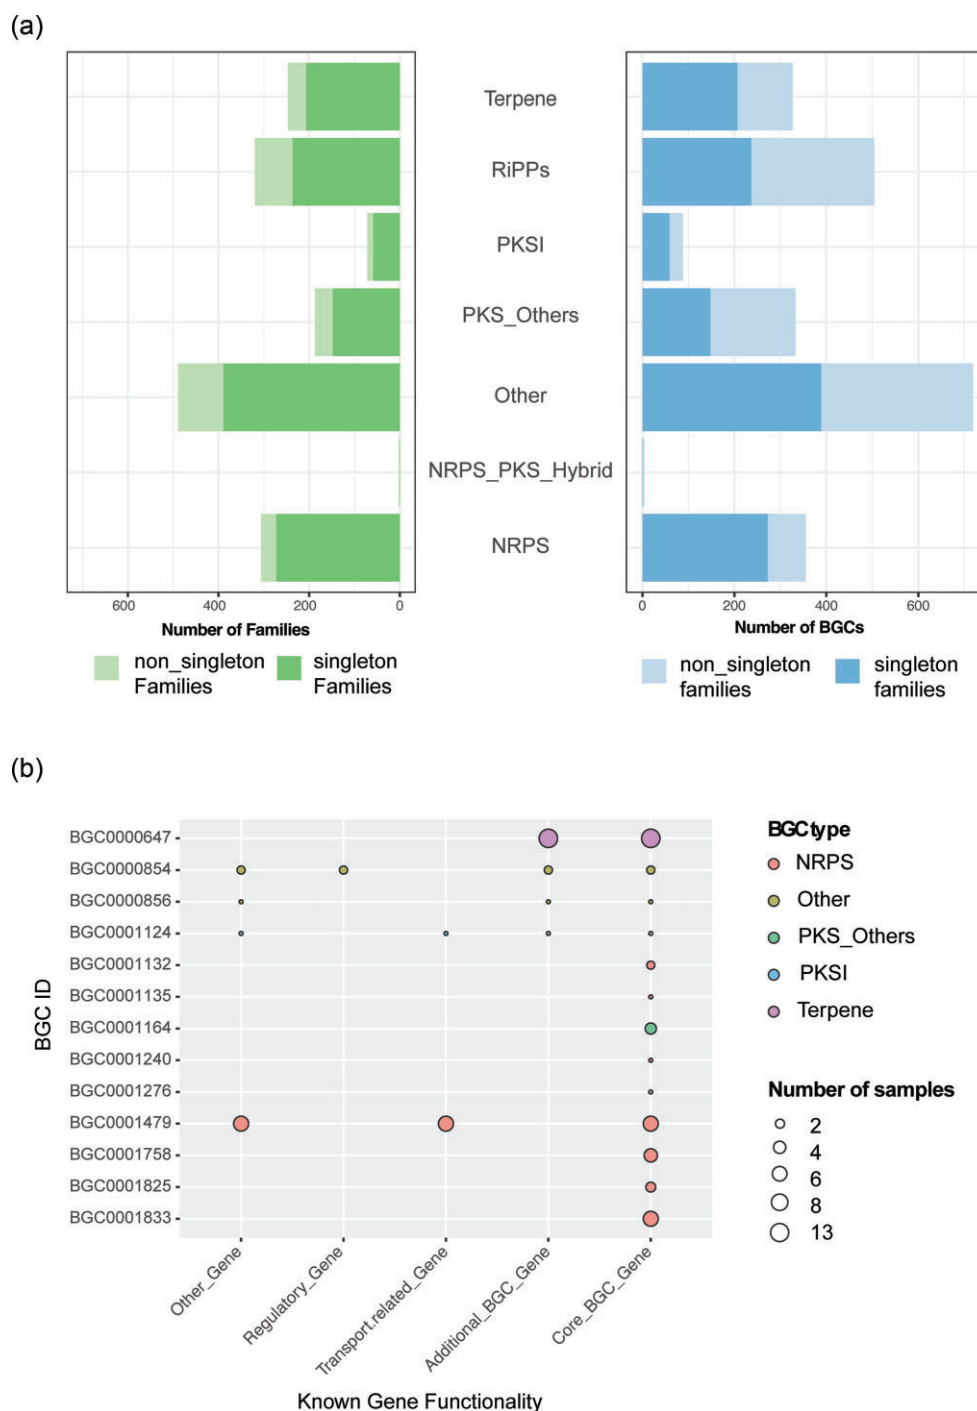 (a)
Terpene
RiPPs
PKSI
PKS_Others
Other
NRPS_PKS_Hybrid
NRPS
600 400 200 0
Number of Families
non_singleton Families
singleton Families
0 200 400 600
Number of BGCs
non_singleton families
singleton families
(b)
BGC ID
BGC0000647
BGC0000854
BGC0000856
BGC0001124
BGC0001132
BGC0001135
BGC0001164
BGC0001240
BGC0001276
BGC0001479
BGC0001758
BGC0001825
BGC0001833
Other_Gene
Regulatory_Gene
Transport.related_Gene
Additional_BGC_Gene
Core_BGC_Gene
Known Gene Functionality
BGC type
NRPS
Other
PKS_Others
PKSI
Terpene
Number of samples
2
4
6
8
13